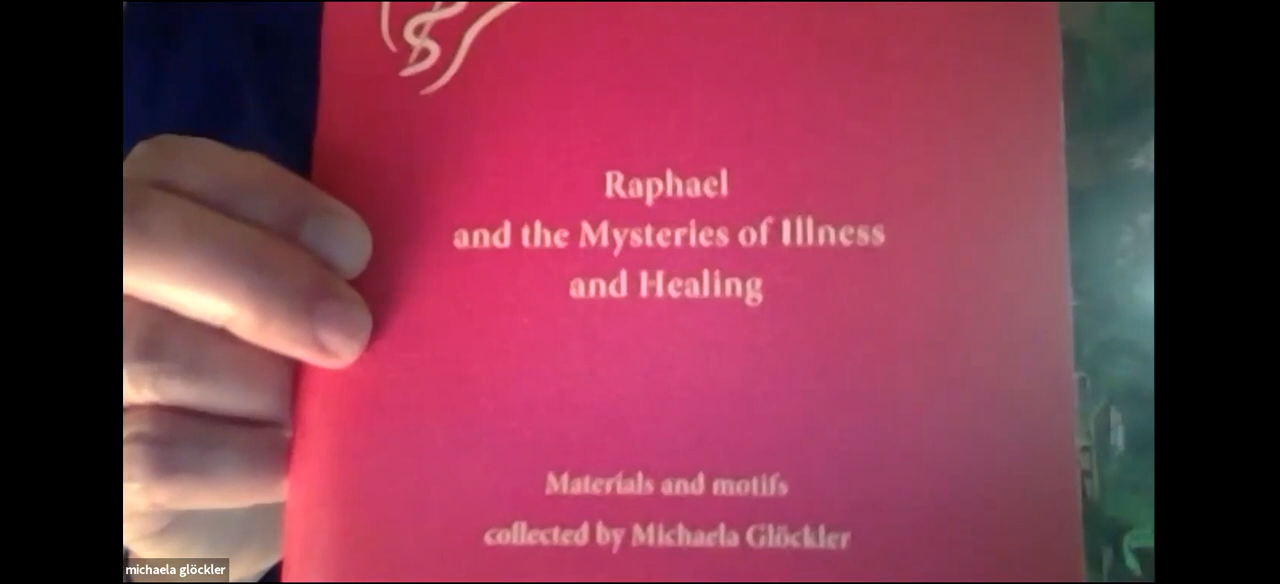 Raphael
and the Mysteries of Illness
and Healing
Materials and motifs
collected by Michaela Glöckler
michaela glöckler